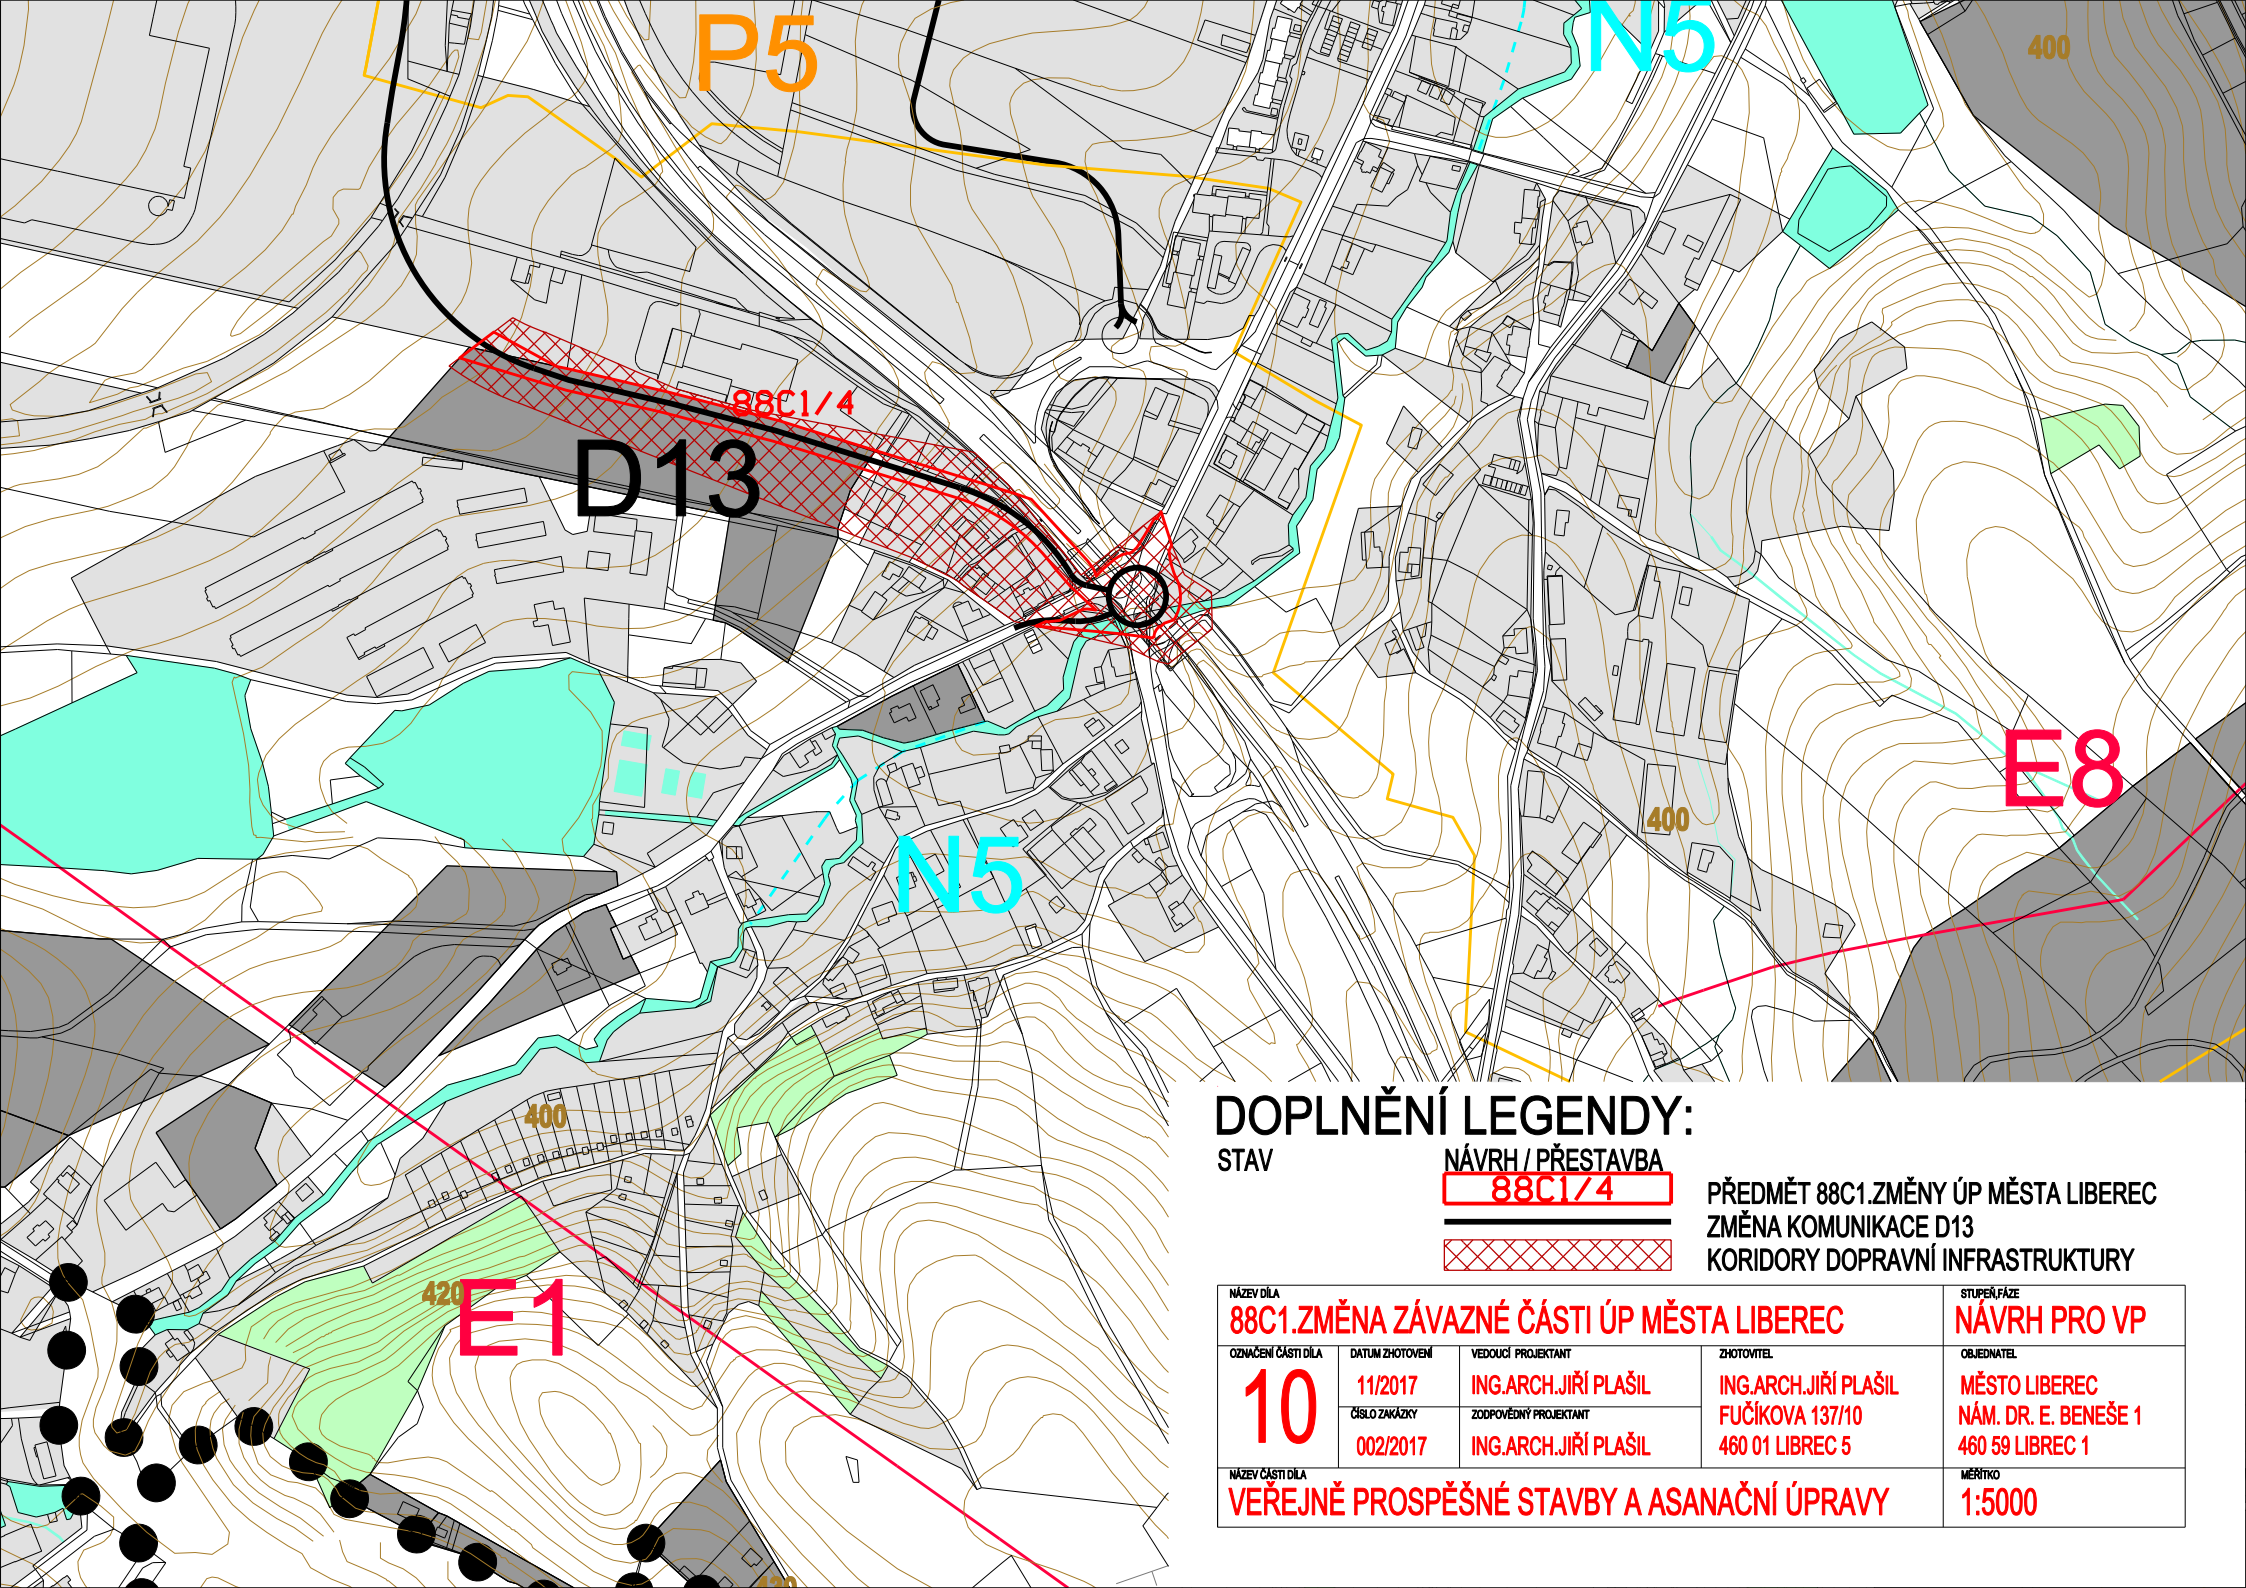 P5
N5
400
88C1/4
D13
E8
400
N5
400
420
E1
DOPLNĚNÍ LEGENDY:
STAV
NÁVRH / PŘESTAVBA
88C1/4
PŘEDMĚT 88C1.ZMĚNY ÚP MĚSTA LIBEREC
ZMĚNA KOMUNIKACE D13
KORIDORY DOPRAVNÍ INFRASTRUKTURY
NÁZEV DÍLA
88C1.ZMĚNA ZÁVAZNÉ ČÁSTI ÚP MĚSTA LIBEREC
STUPEŇ,FÁZE
NÁVRH PRO VP
OZNAČENÍ ČÁSTI DÍLA
10
DATUM ZHOTOVENÍ
11/2017
ČÍSLO ZAKÁZKY
002/2017
VEDOUCÍ PROJEKTANT
ING.ARCH.JIŘÍ PLAŠIL
ZODPOVĚDNÝ PROJEKTANT
ING.ARCH.JIŘÍ PLAŠIL
ZHOTOVITEL
ING.ARCH.JIŘÍ PLAŠIL
FUČÍKOVA 137/10
460 01 LIBREC 5
OBJEDNATEL
MĚSTO LIBEREC
NÁM. DR. E. BENEŠE 1
460 59 LIBREC 1
NÁZEV ČÁSTI DÍLA
VEŘEJNĚ PROSPĚŠNÉ STAVBY A ASANAČNÍ ÚPRAVY
MĚŘÍTKO
1:5000